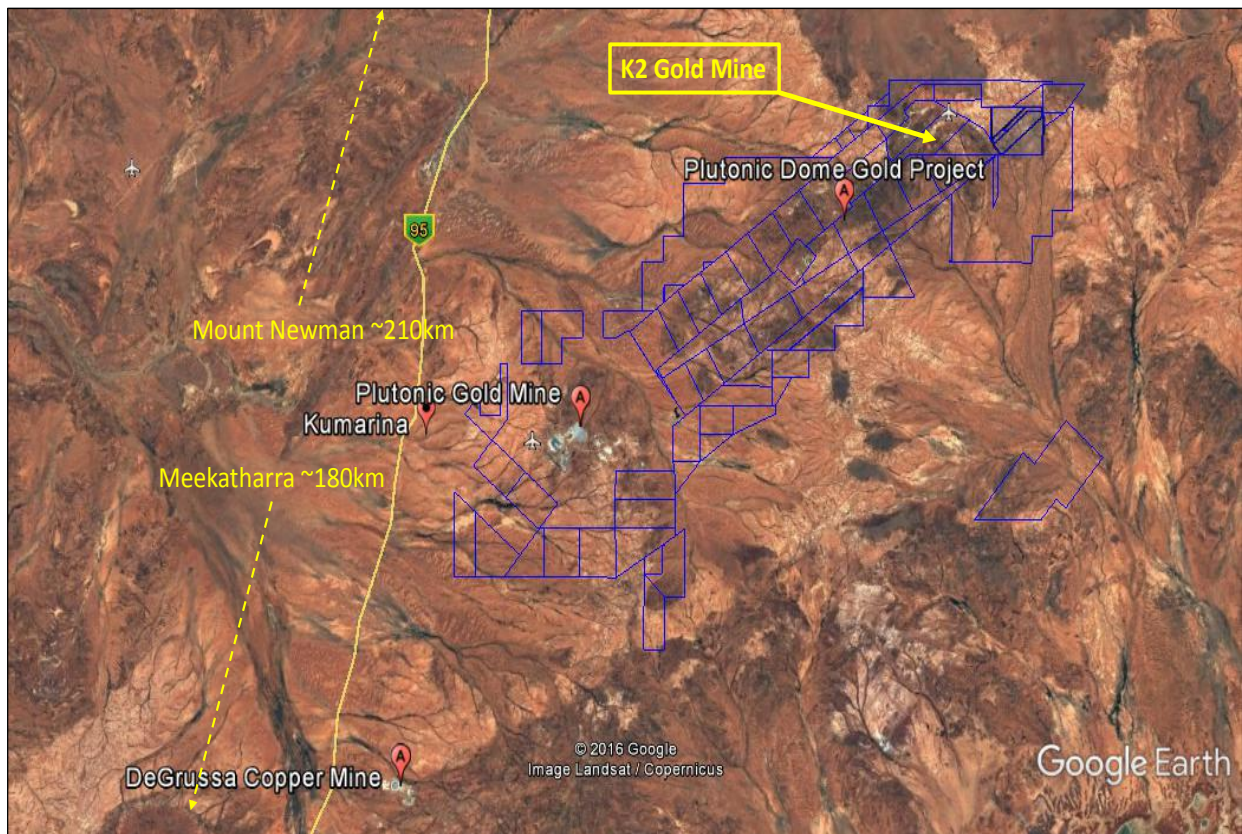 K2 Gold Mine
Plutonic Dome Gold Project
A
95
Mount Newman ~210km
Plutonic Gold Mine
A
Kumarina
Meekatharra ~180km
© 2016 Google
Image Landsat / Copernicus
Google Earth
DeGrussa Copper Mine
A